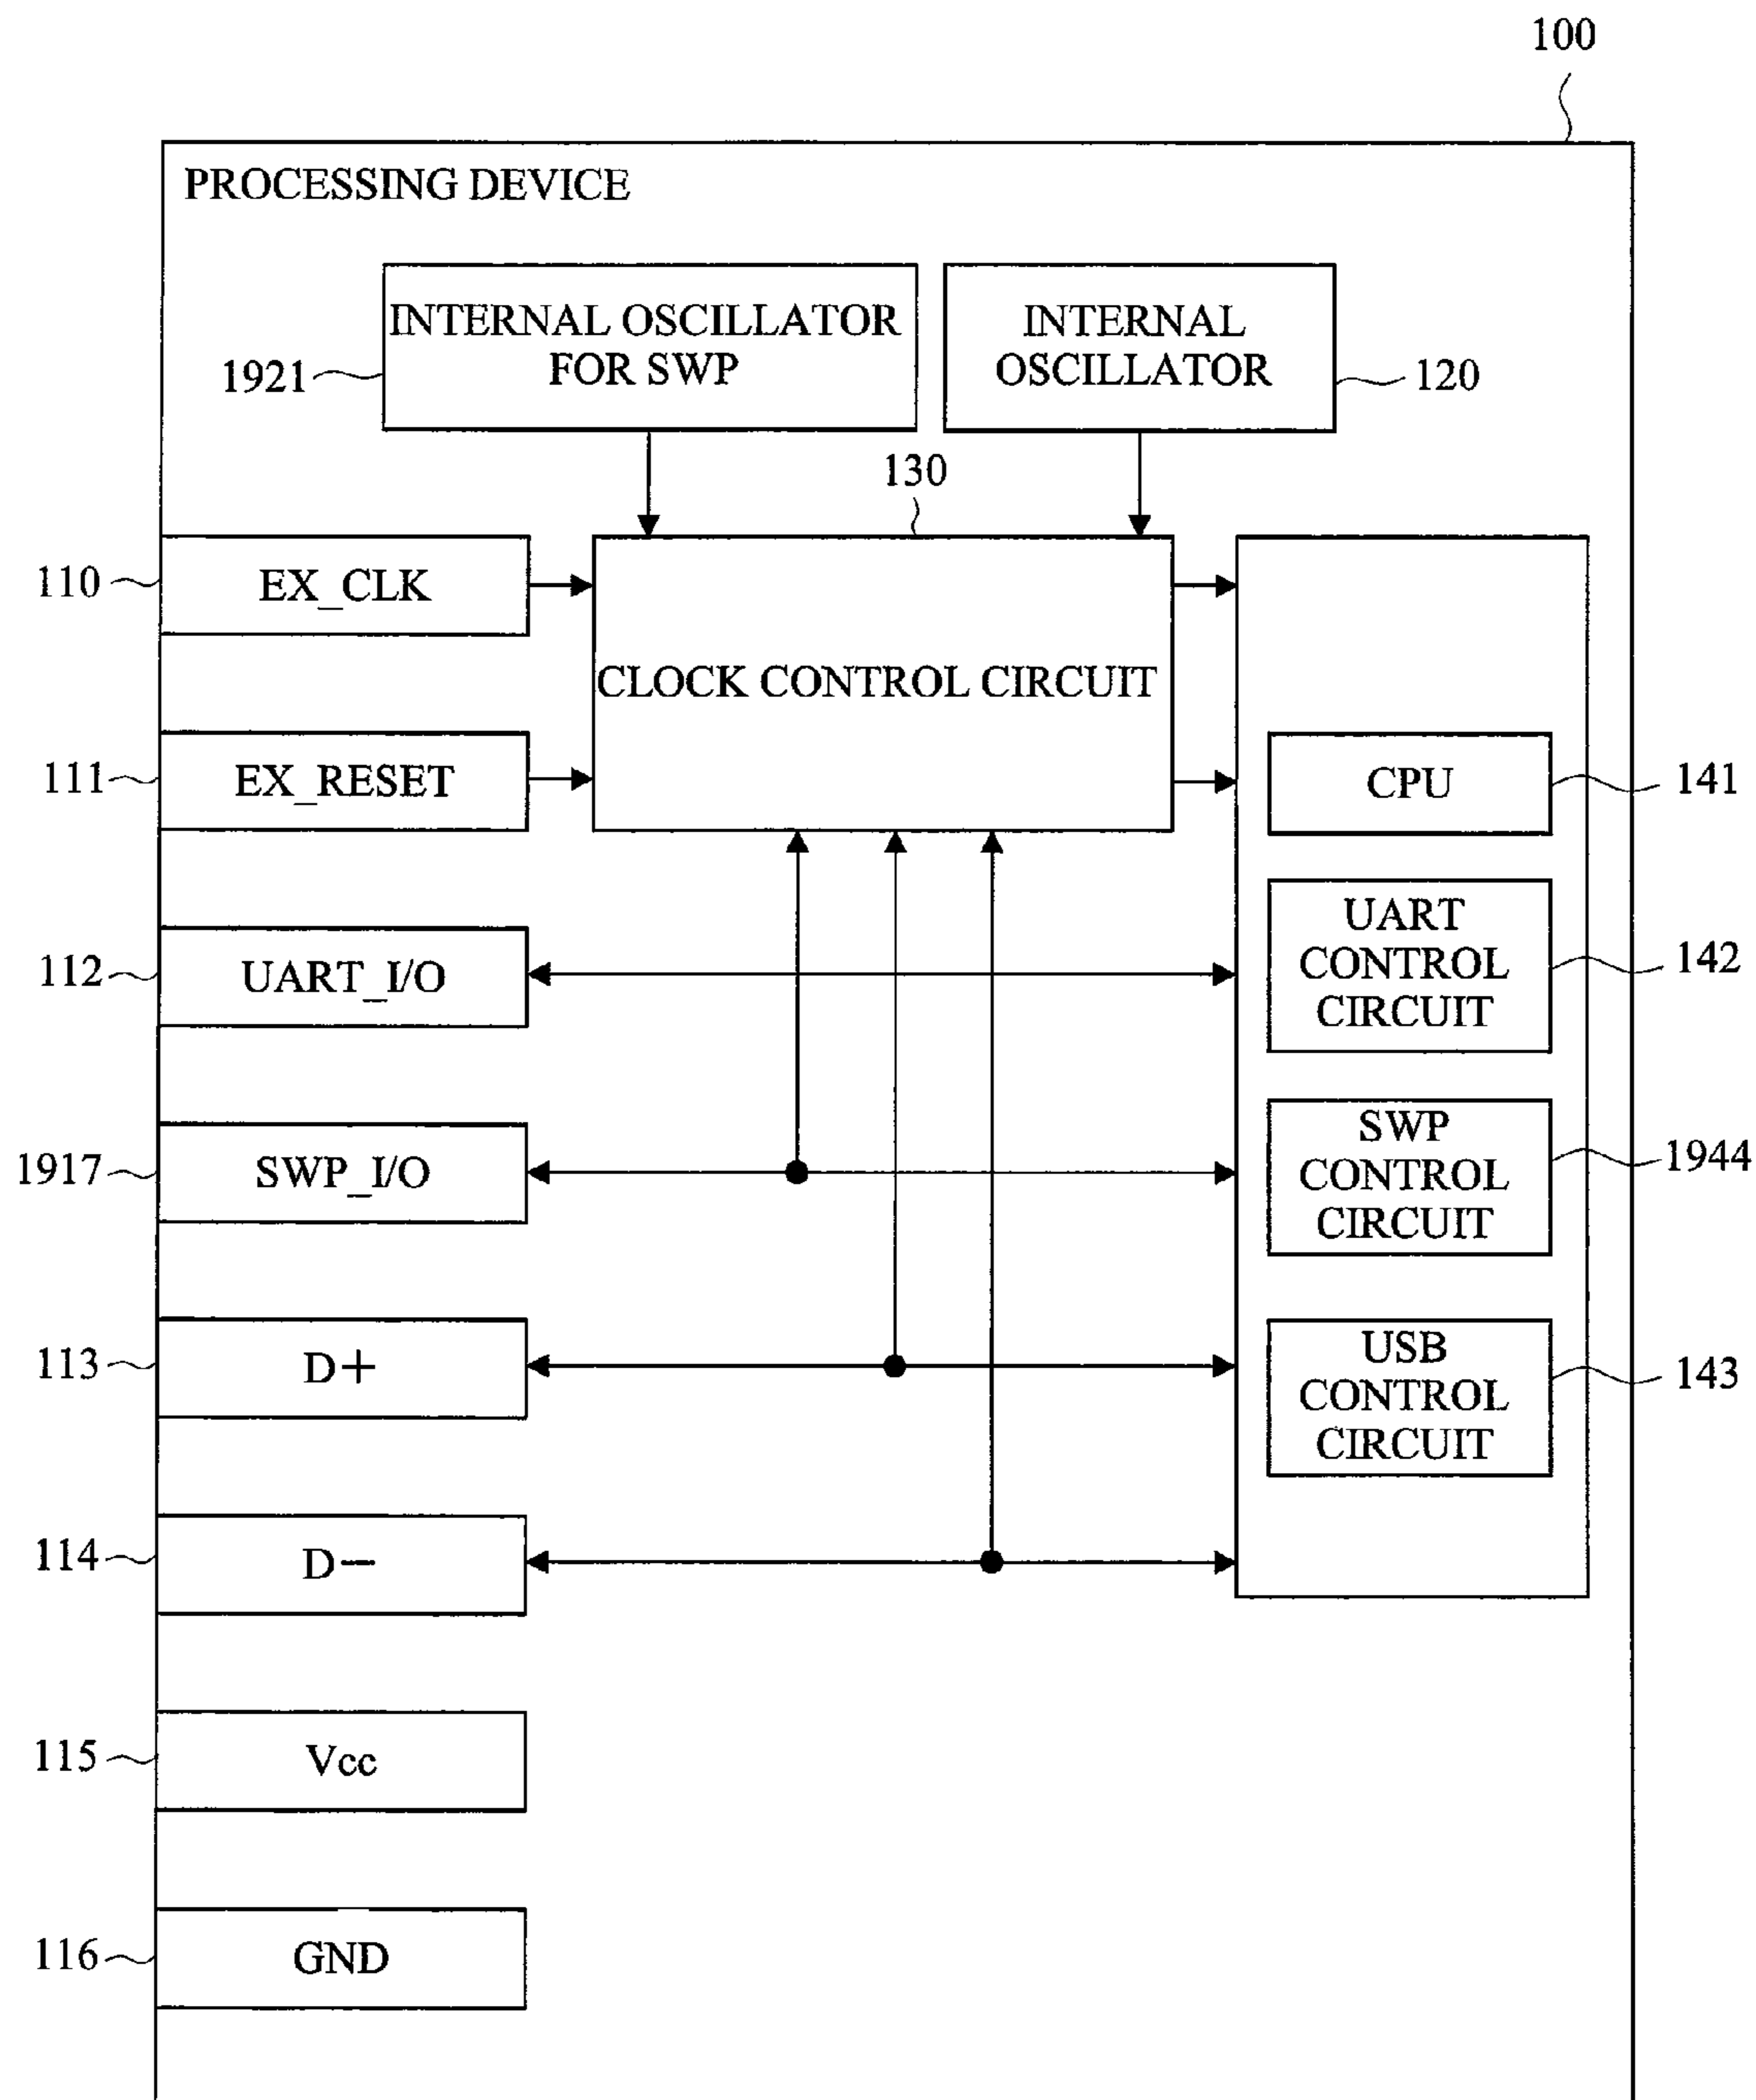 100
PROCESSING DEVICE
INTERNAL OSCILLATOR
FOR SWP
1921
INTERNAL
OSCILLATOR
120
130
110
EX_CLK
CLOCK CONTROL CIRCUIT
111
EX_RESET
CPU
141
112
UART_I/O
UART
CONTROL
CIRCUIT
142
1917
SWP_I/O
SWP
CONTROL
CIRCUIT
1944
113
D+
USB
CONTROL
CIRCUIT
143
114
D−
115
Vcc
116
GND